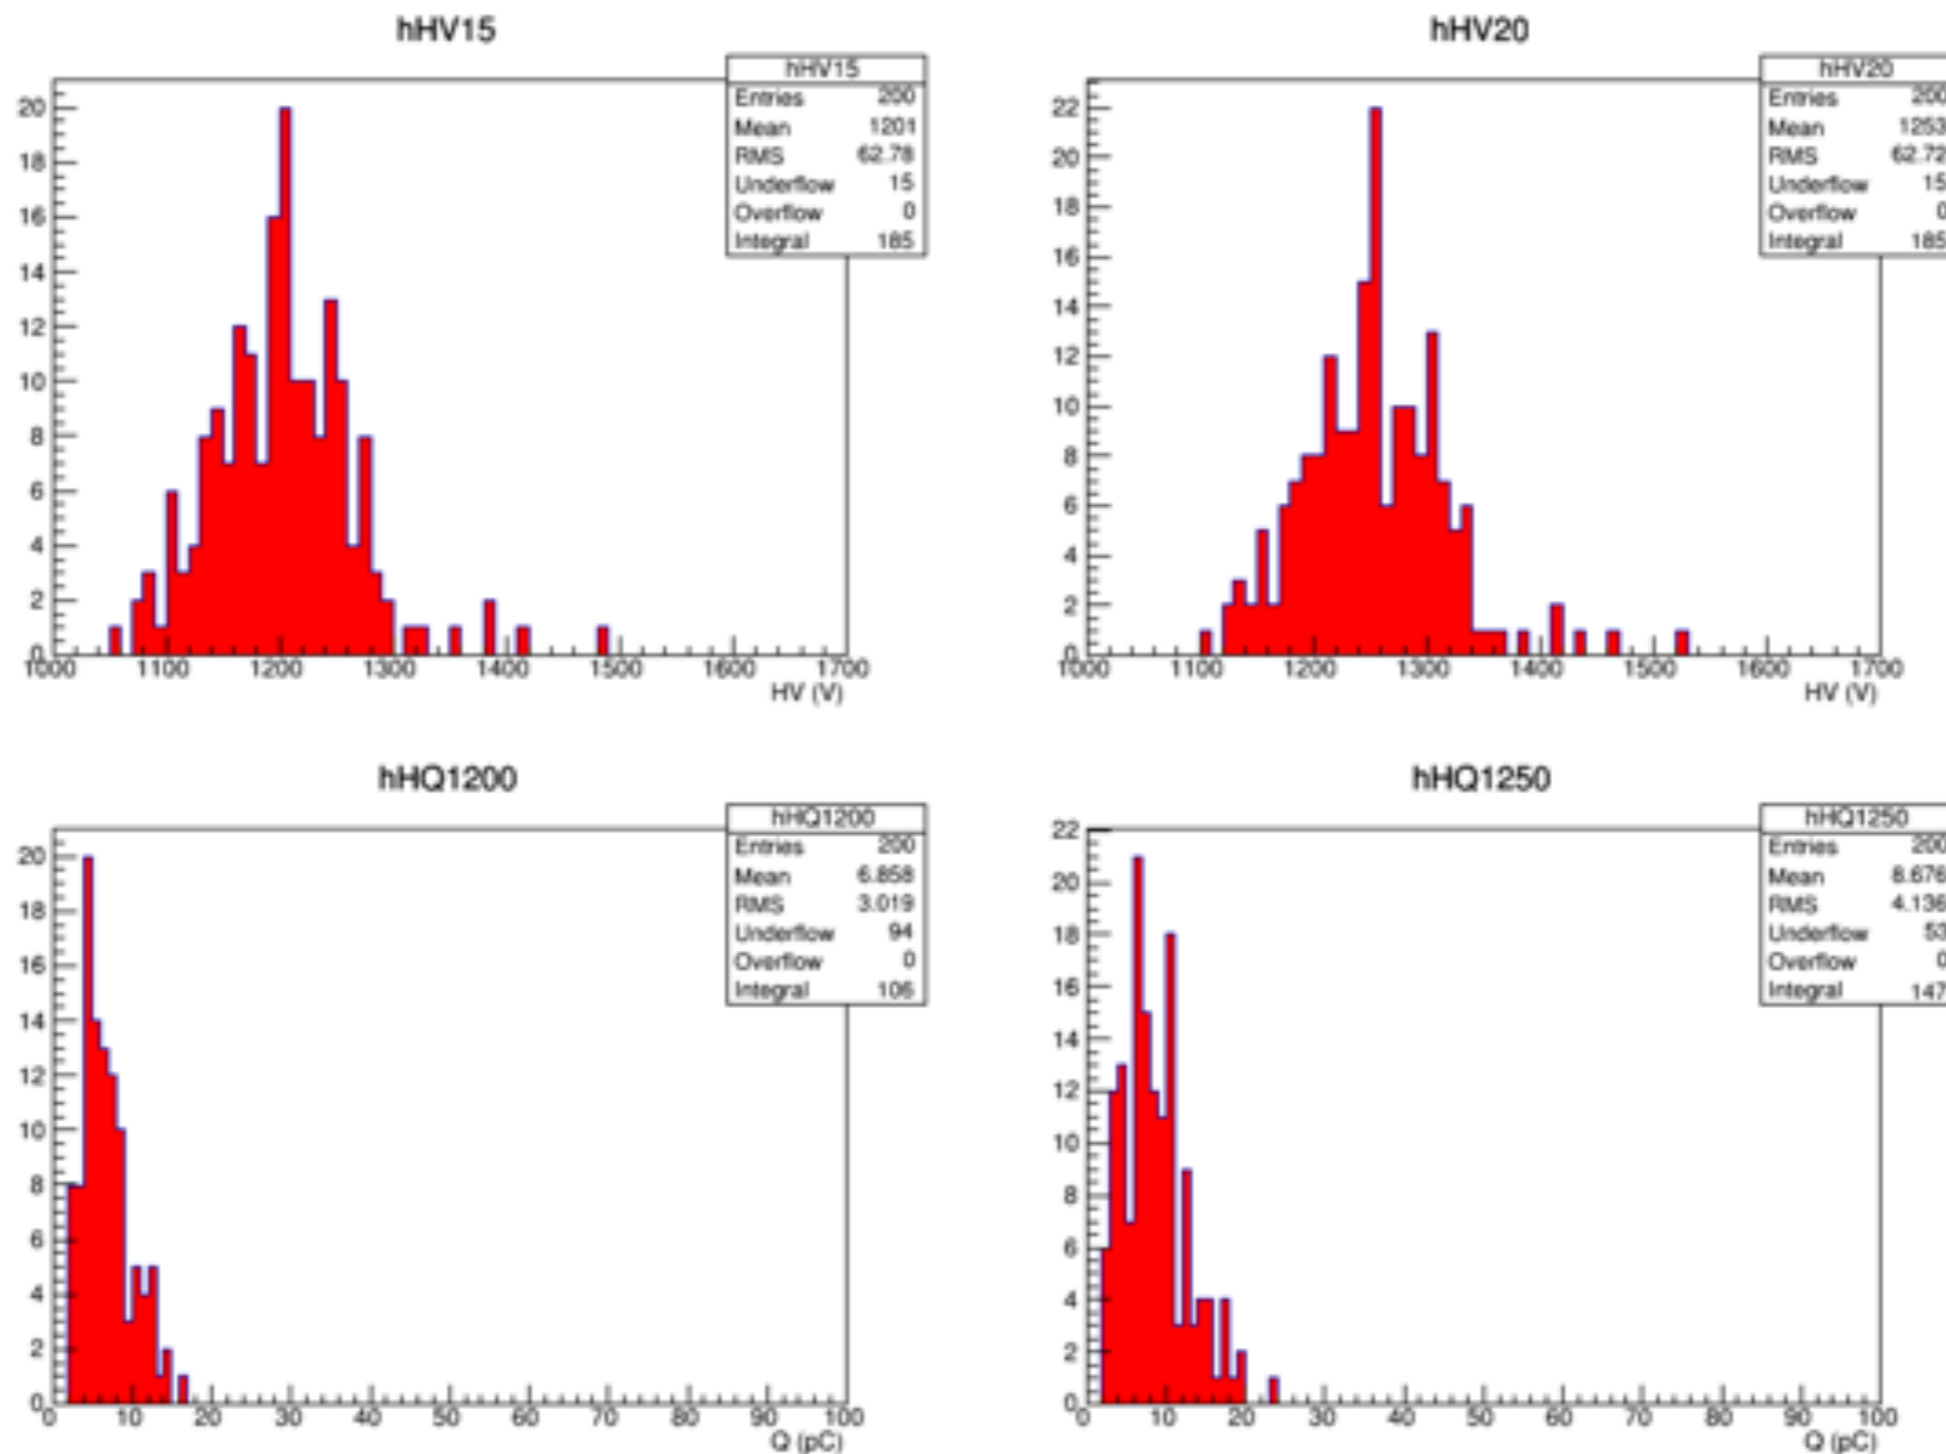 hHV15
hHV15
Entries 200
Mean 1201
RMS 62.78
Underflow 15
Overflow 0
Integral 185
20
18
16
14
12
10
8
6
4
2
0
1000 1100 1200 1300 1400 1500 1600 1700
HV (V)
hHV20
hHV20
Entries 200
Mean 1253
RMS 62.72
Underflow 15
Overflow 0
Integral 185
22
20
18
16
14
12
10
8
6
4
2
0
1000 1100 1200 1300 1400 1500 1600 1700
HV (V)
hHQ1200
hHQ1200
Entries 200
Mean 6.858
RMS 3.019
Underflow 94
Overflow 0
Integral 106
20
18
16
14
12
10
8
6
4
2
0
0 10 20 30 40 50 60 70 80 90 100
Q (pC)
hHQ1250
hHQ1250
Entries 200
Mean 8.676
RMS 4.136
Underflow 53
Overflow 0
Integral 147
22
20
18
16
14
12
10
8
6
4
2
0
0 10 20 30 40 50 60 70 80 90 100
Q (pC)